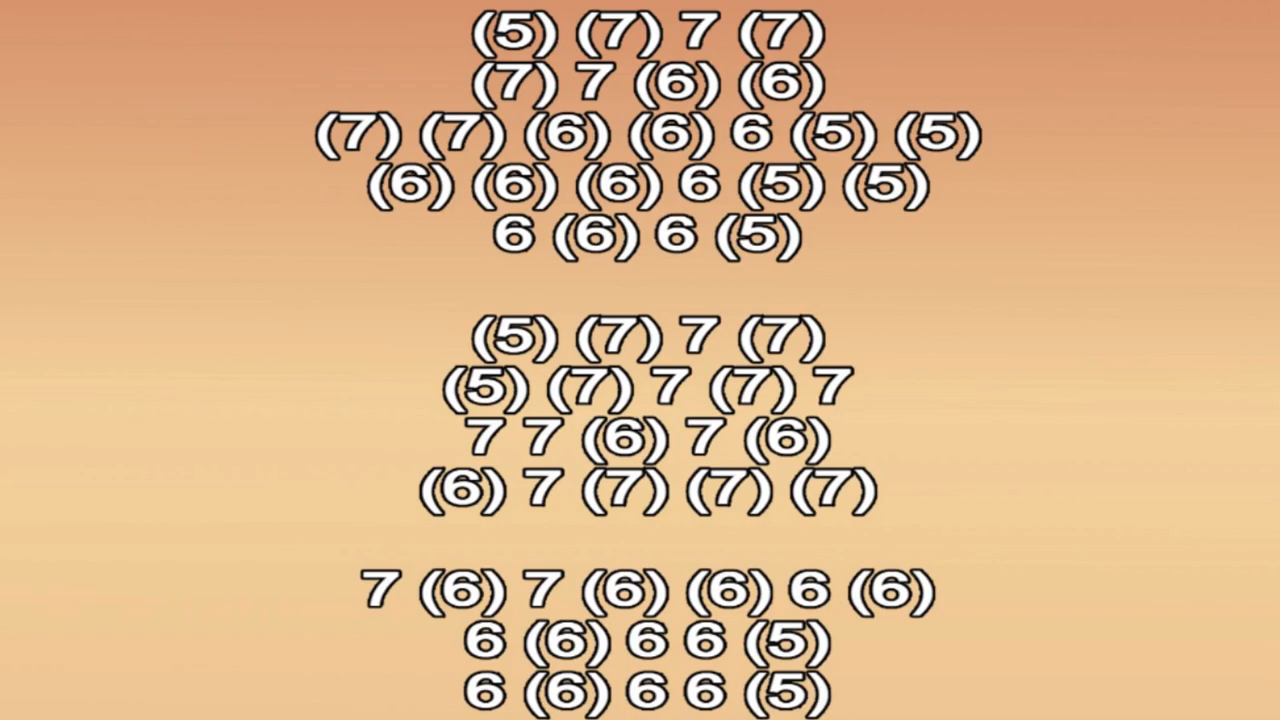 (5) (7) 7 (7)
(7) 7 (6) (6)
(7) (7) (6) (6) 6 (5) (5)
(6) (6) (6) 6 (5) (5)
6 (6) 6 (5)
(5) (7) 7 (7)
(5) (7) 7 (7) 7
7 7 (6) 7 (6)
(6) 7 (7) (7) (7)
7 (6) 7 (6) (6) 6 (6)
6 (6) 6 6 (5)
6 (6) 6 6 (5)